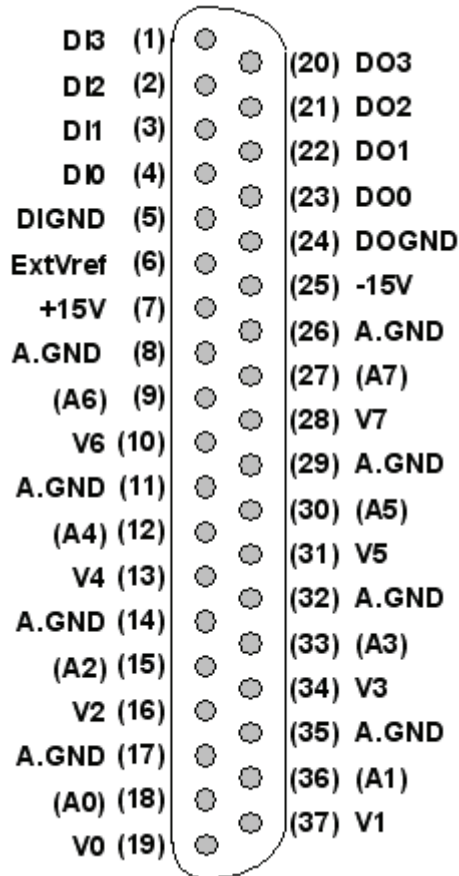 DI3 (1)
(20) DO3
DI2 (2)
(21) DO2
DI1 (3)
(22) DO1
DI0 (4)
(23) DO0
DIGND (5)
(24) DOGND
ExtVref (6)
(25) -15V
+15V (7)
(26) A.GND
A.GND (8)
(27) (A7)
(A6) (9)
(28) V7
V6 (10)
(29) A.GND
A.GND (11)
(30) (A5)
(A4) (12)
(31) V5
V4 (13)
(32) A.GND
A.GND (14)
(33) (A3)
(A2) (15)
(34) V3
V2 (16)
(35) A.GND
A.GND (17)
(36) (A1)
(A0) (18)
(37) V1
V0 (19)